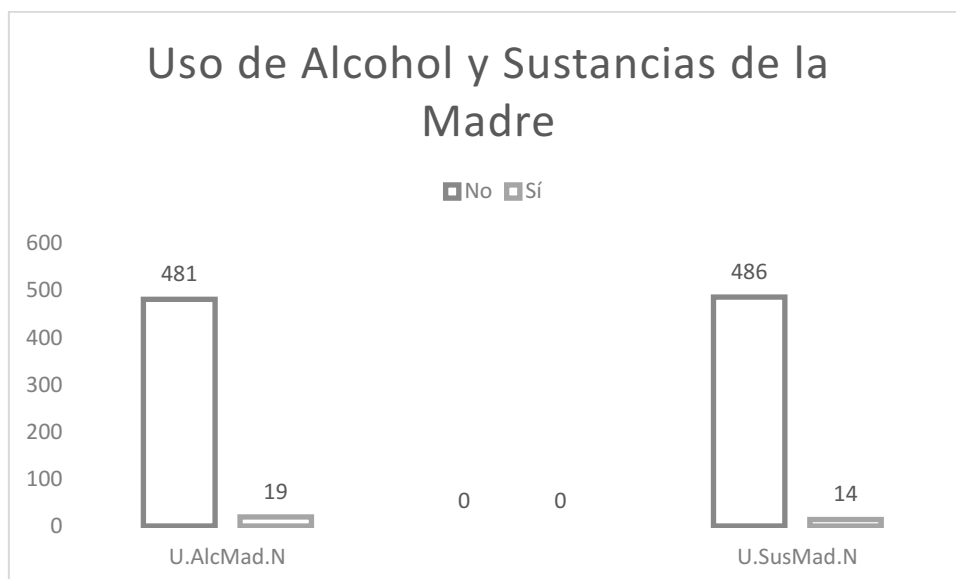 Uso de Alcohol y Sustancias de la
Madre
No Sí
600
500
400
300
200
100
0
481
19
0
0
486
14
U.AlcMad.N
U.SusMad.N